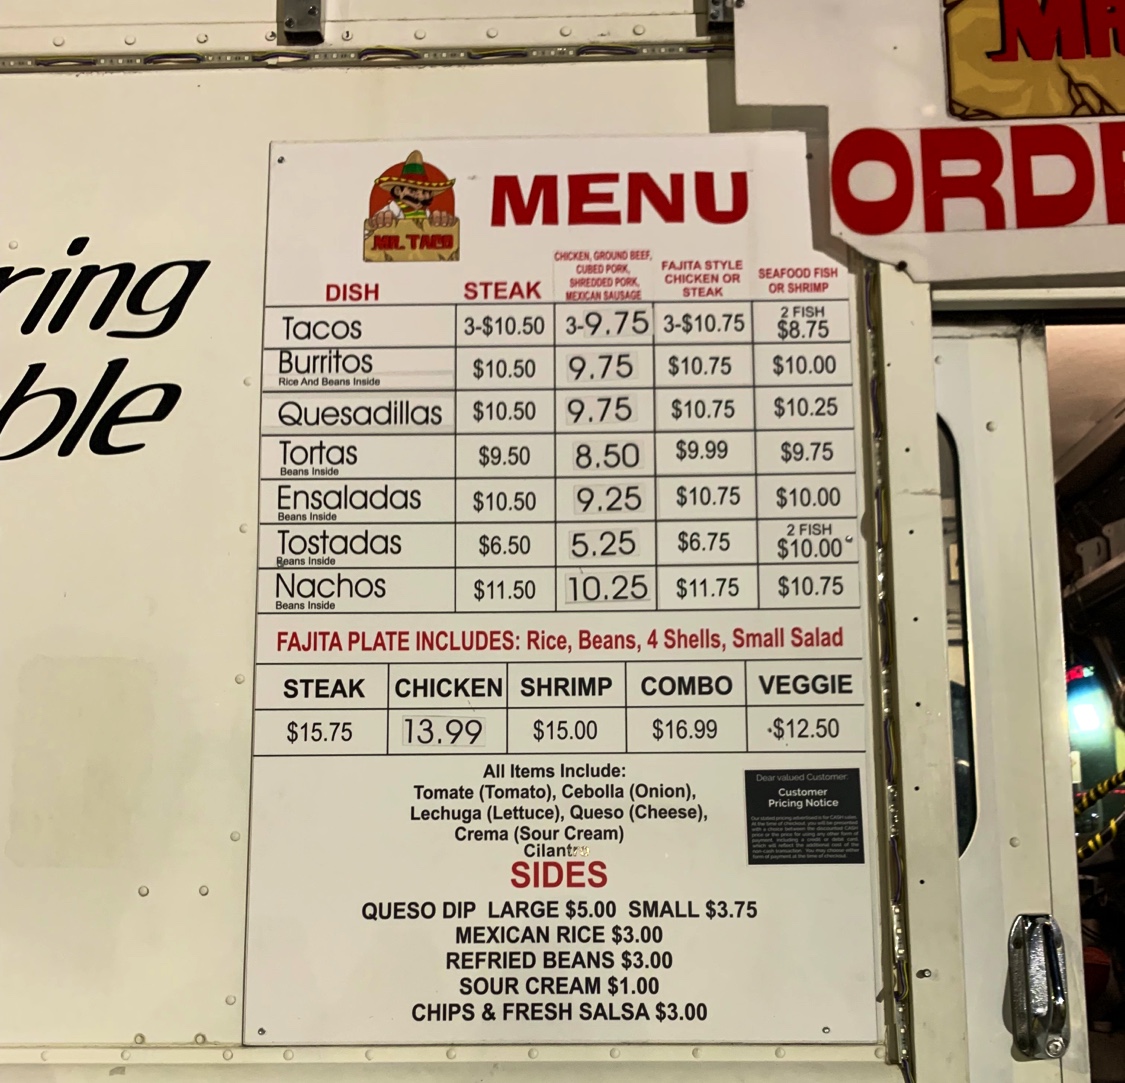 MR
ORDE
ring
ble
MR. TACO
MENU
DISH STEAK CHICKEN, GROUND BEEF, CUBED PORK, SHREDDED PORK, MEXICAN SAUSAGE FAJITA STYLE CHICKEN OR STEAK SEAFOOD FISH OR SHRIMP
Tacos 3-$10.50 3-9.75 3-$10.75 2 FISH $8.75
Burritos $10.50 9.75 $10.75 $10.00
Rice And Beans Inside
Quesadillas $10.50 9.75 $10.75 $10.25
Tortas $9.50 8.50 $9.99 $9.75
Beans Inside
Ensaladas $10.50 9.25 $10.75 $10.00
Beans Inside
Tostadas $6.50 5.25 $6.75 2 FISH $10.00
Beans Inside
Nachos $11.50 10.25 $11.75 $10.75
Beans Inside
FAJITA PLATE INCLUDES: Rice, Beans, 4 Shells, Small Salad
STEAK CHICKEN SHRIMP COMBO VEGGIE
$15.75 13.99 $15.00 $16.99 $12.50
All Items Include:
Tomate (Tomato), Cebolla (Onion),
Lechuga (Lettuce), Queso (Cheese),
Crema (Sour Cream)
Cilantro
Dear valued Customer:
Customer
Pricing Notice
SIDES
QUESO DIP LARGE $5.00 SMALL $3.75
MEXICAN RICE $3.00
REFRIED BEANS $3.00
SOUR CREAM $1.00
CHIPS & FRESH SALSA $3.00